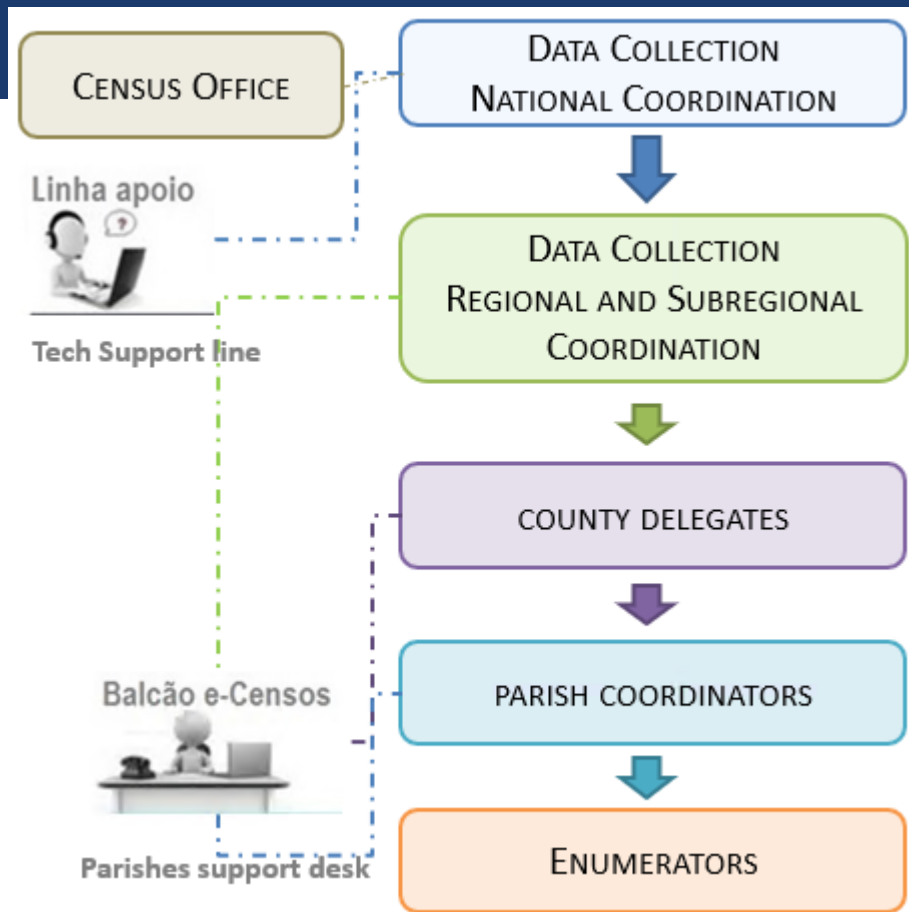 CENSUS OFFICE
DATA COLLECTION
NATIONAL COORDINATION
Linha apoio
?
Tech Support line
DATA COLLECTION
REGIONAL AND SUBREGIONAL
COORDINATION
COUNTY DELEGATES
Balcão e-Censos
PARISH COORDINATORS
Parishes support desk
ENUMERATORS